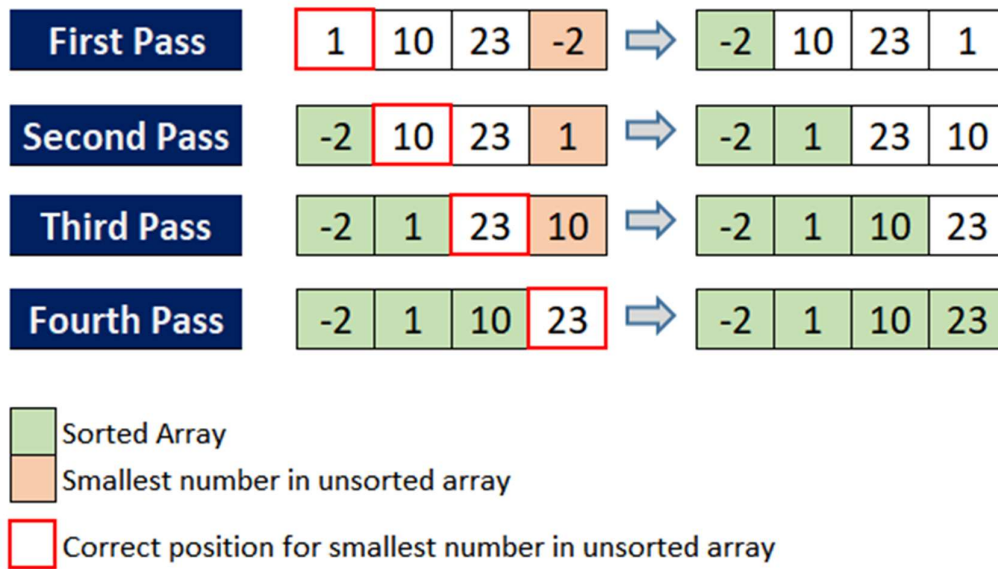 First Pass 1 10 23 -2 -2 10 23 1
Second Pass -2 10 23 1 -2 1 23 10
Third Pass -2 1 23 10 -2 1 10 23
Fourth Pass -2 1 10 23 -2 1 10 23
Sorted Array
Smallest number in unsorted array
Correct position for smallest number in unsorted array